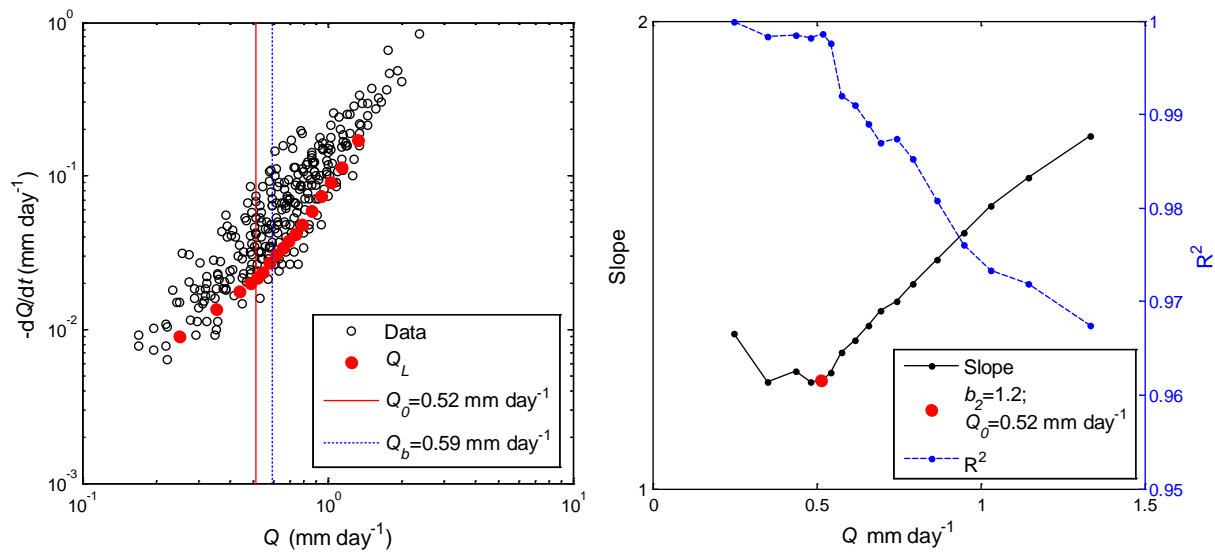 10^0
10^-1
10^-2
10^-3
-dQ/dt (mm day^-1)
10^-1
10^0
10^1
Q (mm day^-1)
Data
Q_L
Q_0=0.52 mm day^-1
Q_b=0.59 mm day^-1
2
1
Slope
0
0.5
1
1.5
Q mm day^-1
1
0.99
0.98
0.97
0.96
0.95
R^2
Slope
b_2=1.2;
Q_0=0.52 mm day^-1
R^2